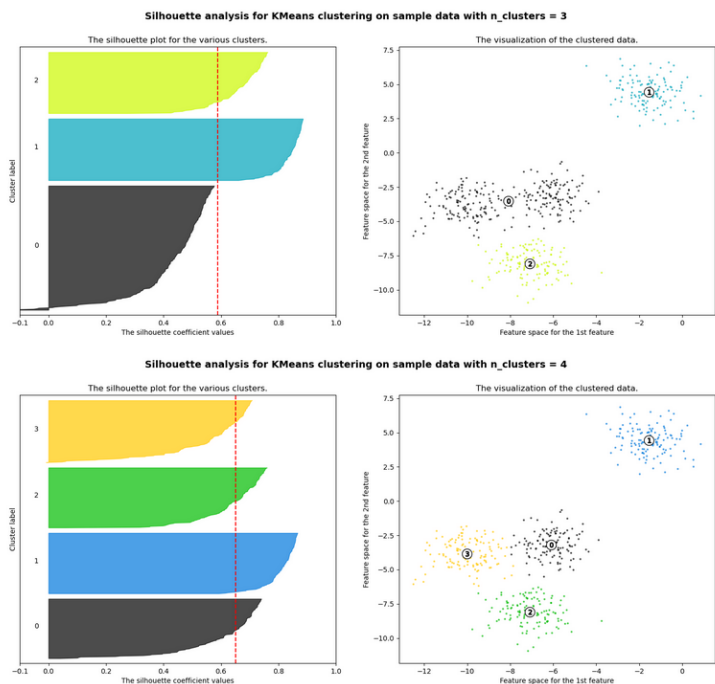 Silhouette analysis for KMeans clustering on sample data with n_clusters = 3
The silhouette plot for the various clusters.
Cluster label
2
1
0
−0.1 0.0 0.2 0.4 0.6 0.8 1.0
The silhouette coefficient values
The visualization of the clustered data.
Feature space for the 2nd feature
7.5
5.0
2.5
0.0
−2.5
−5.0
−7.5
−10.0
1
0
2
−12 −10 −8 −6 −4 −2 0
Feature space for the 1st feature
Silhouette analysis for KMeans clustering on sample data with n_clusters = 4
The silhouette plot for the various clusters.
Cluster label
3
2
1
0
−0.1 0.0 0.2 0.4 0.6 0.8 1.0
The silhouette coefficient values
The visualization of the clustered data.
Feature space for the 2nd feature
7.5
5.0
2.5
0.0
−2.5
−5.0
−7.5
−10.0
1
0
3
2
−12 −10 −8 −6 −4 −2 0
Feature space for the 1st feature